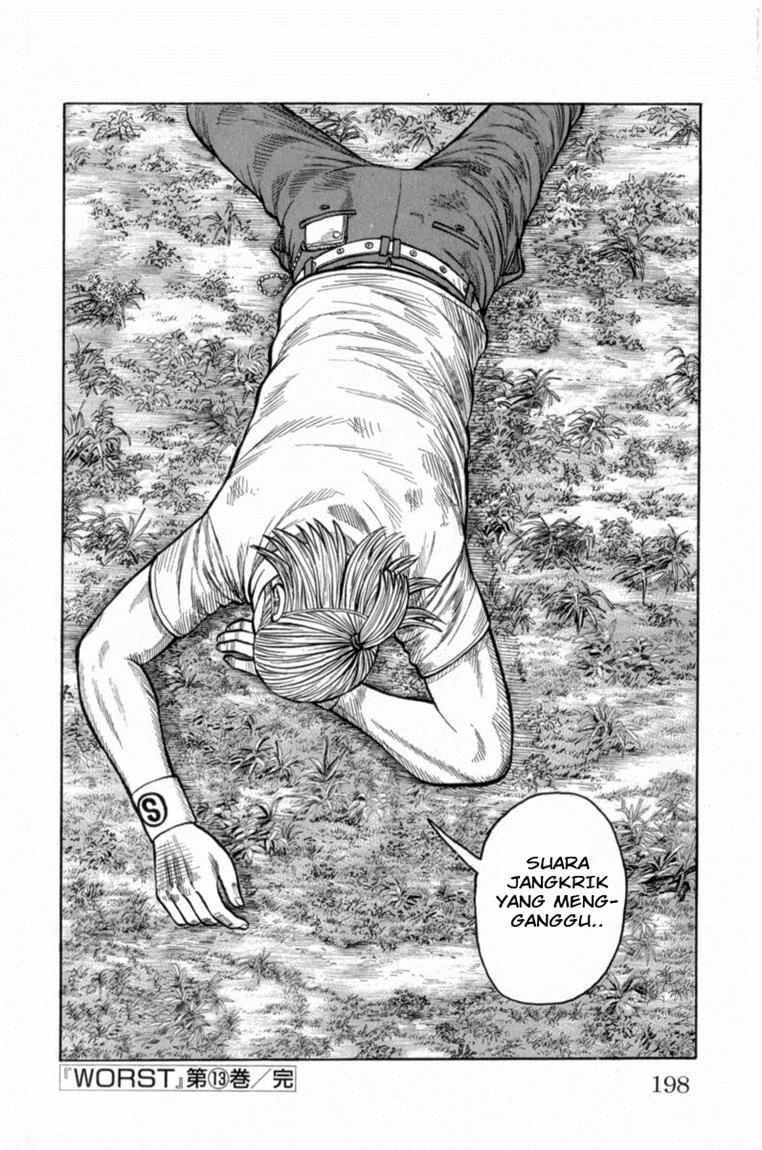 SUARA
JANGKRIK
YANG MENG-
GANGGU..
Ⓢ
『WORST』第⑬巻／完
198